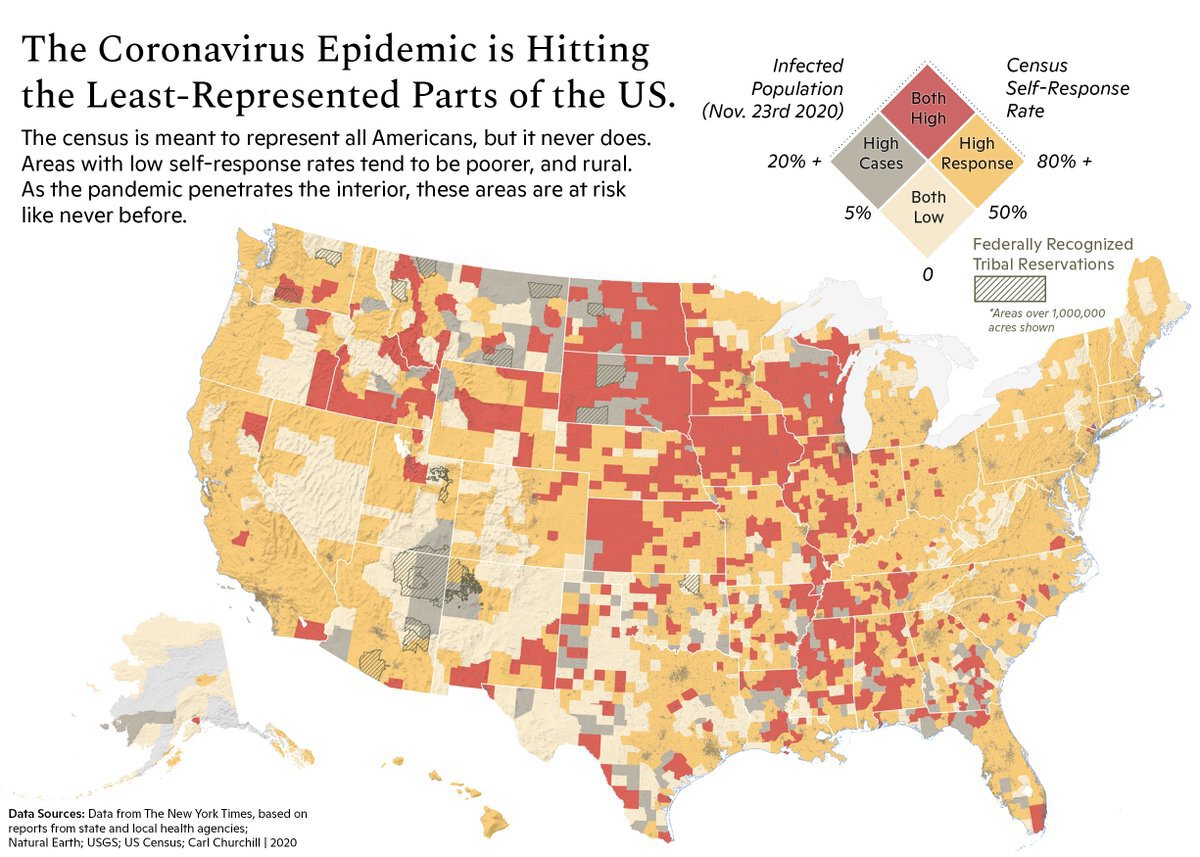 The Coronavirus Epidemic is Hitting
the Least-Represented Parts of the US.
The census is meant to represent all Americans, but it never does.
Areas with low self-response rates tend to be poorer, and rural.
As the pandemic penetrates the interior, these areas are at risk
like never before.
Infected
Population
(Nov. 23rd 2020)
Census
Self-Response
Rate
Both
High
High
Cases
High
Response
Both
Low
20% +
80% +
5%
50%
0
Federally Recognized
Tribal Reservations
*Areas over 1,000,000
acres shown
Data Sources: Data from The New York Times, based on
reports from state and local health agencies;
Natural Earth; USGS; US Census; Carl Churchill | 2020